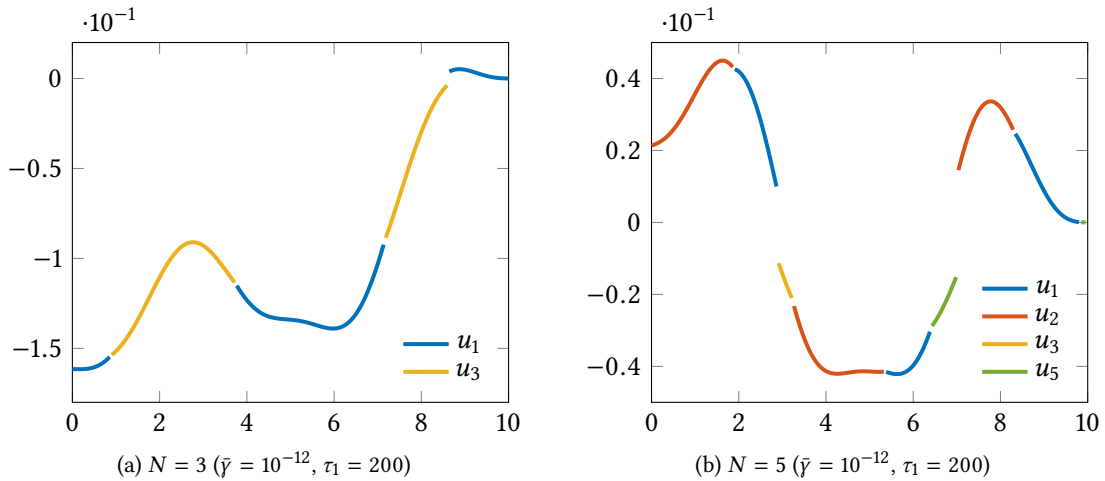 ·10⁻¹
0
−0.5
−1
−1.5
0 2 4 6 8 10
u₁
u₃
(a) N = 3 (γ̄ = 10⁻¹², τ₁ = 200)
·10⁻¹
0.4
0.2
0
−0.2
−0.4
0 2 4 6 8 10
u₁
u₂
u₃
u₅
(b) N = 5 (γ̄ = 10⁻¹², τ₁ = 200)